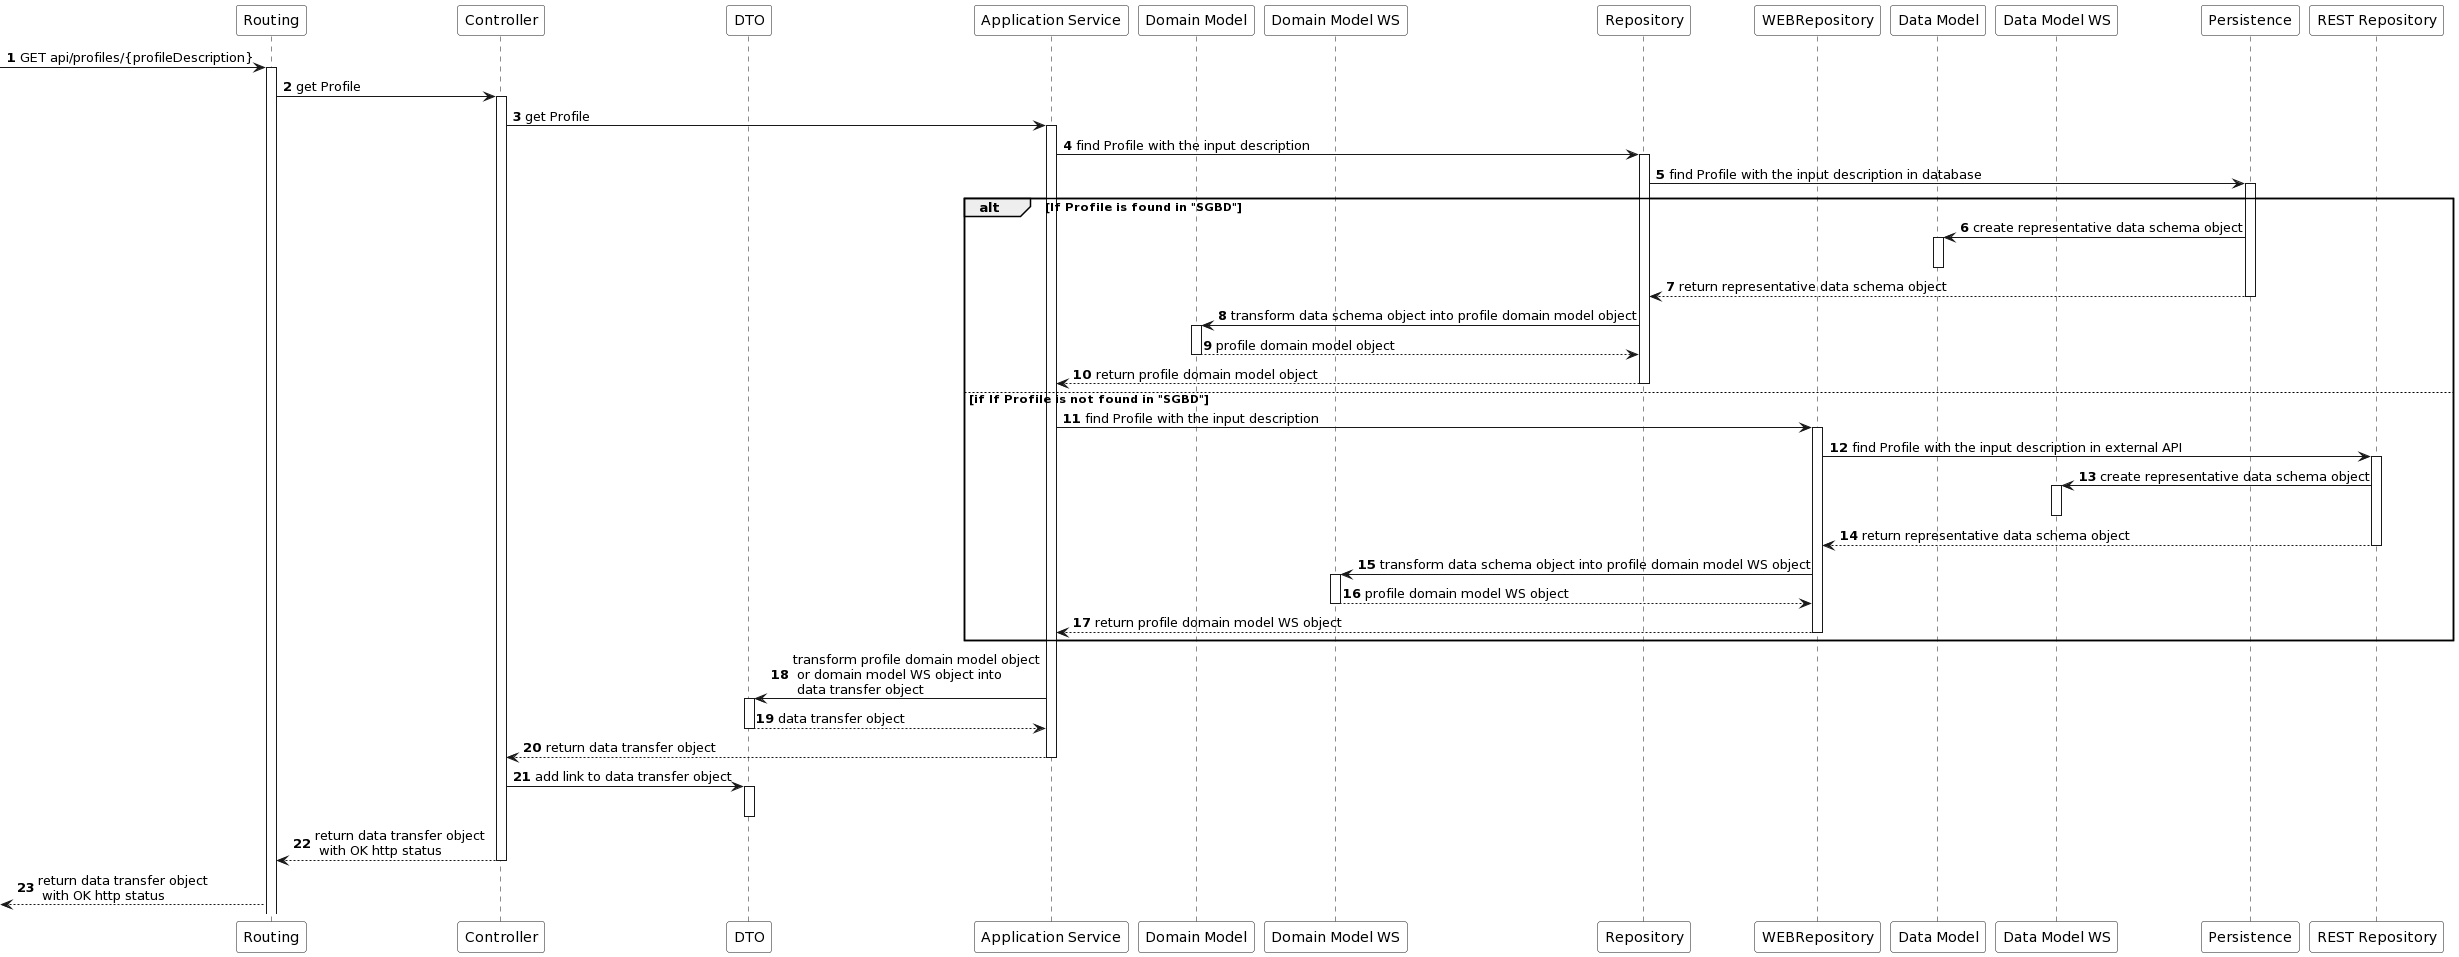 Routing
Controller
DTO
Application Service
Domain Model
Domain Model WS
Repository
WEBRepository
Data Model
Data Model WS
Persistence
REST Repository
1 GET api/profiles/{profileDescription}
2 get Profile
3 get Profile
4 find Profile with the input description
5 find Profile with the input description in database
alt [If Profile is found in "SGBD"]
6 create representative data schema object
7 return representative data schema object
8 transform data schema object into profile domain model object
9 profile domain model object
10 return profile domain model object
[if If Profile is not found in "SGBD"]
11 find Profile with the input description
12 find Profile with the input description in external API
13 create representative data schema object
14 return representative data schema object
15 transform data schema object into profile domain model WS object
16 profile domain model WS object
17 return profile domain model WS object
transform profile domain model object
18 or domain model WS object into
data transfer object
19 data transfer object
20 return data transfer object
21 add link to data transfer object
22 return data transfer object
with OK http status
23 return data transfer object
with OK http status
Routing
Controller
DTO
Application Service
Domain Model
Domain Model WS
Repository
WEBRepository
Data Model
Data Model WS
Persistence
REST Repository